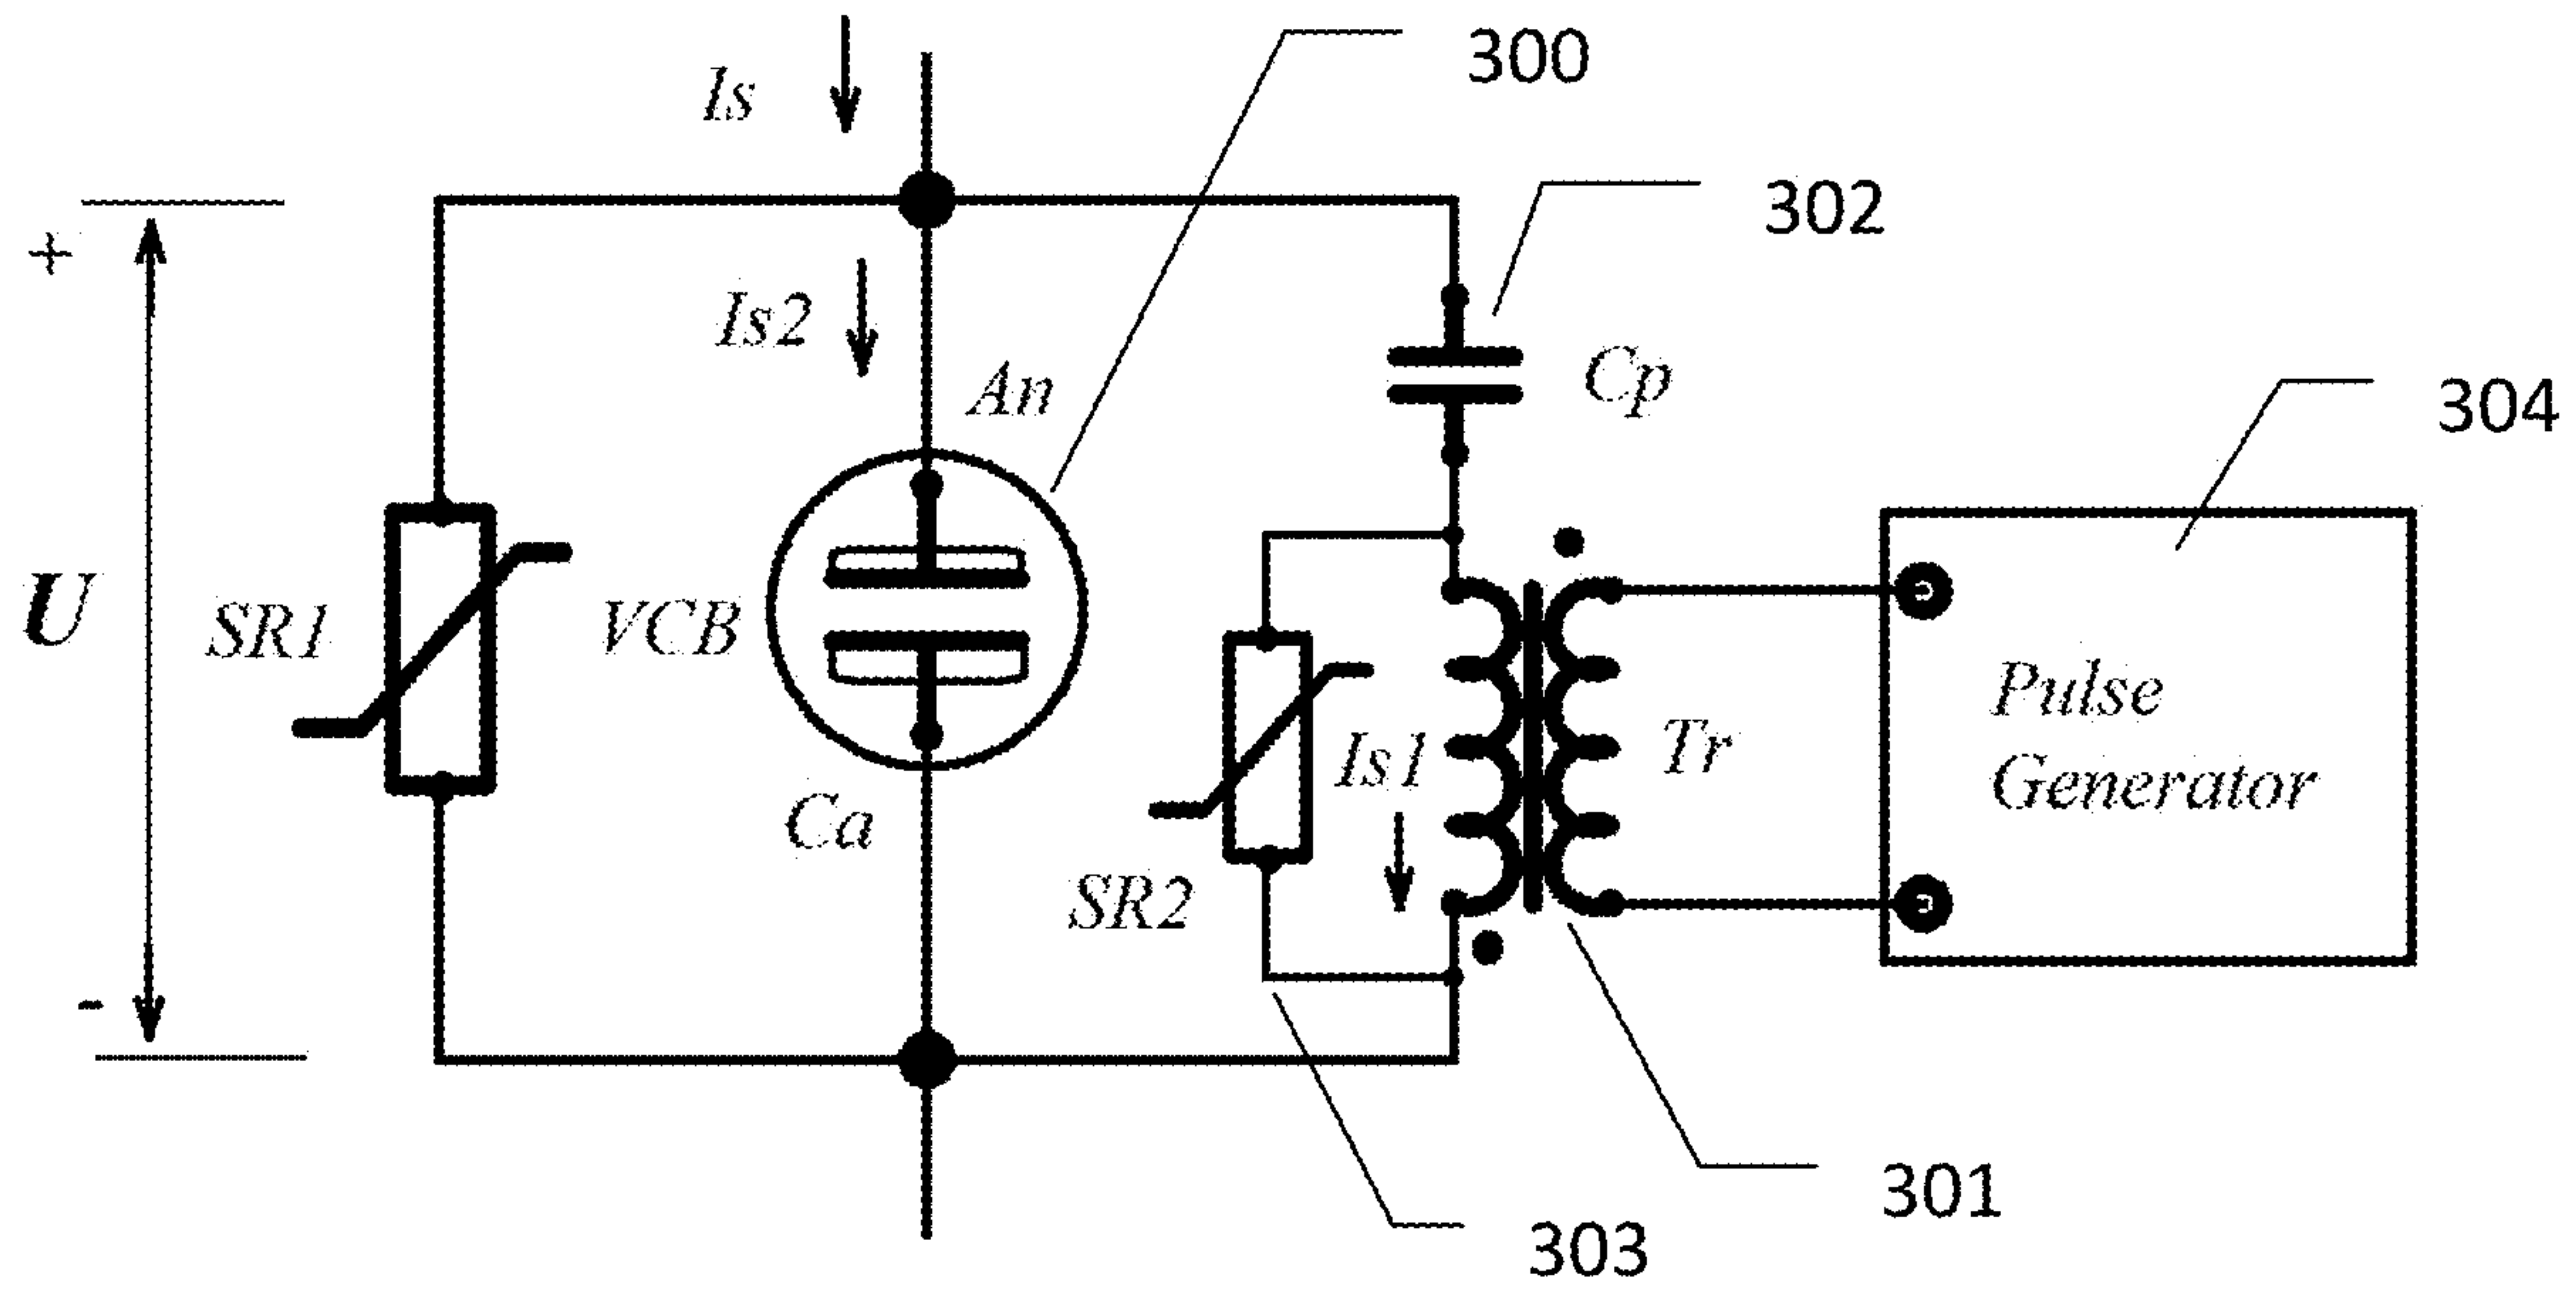 Is
300
302
+
Is2
An
Cp
304
U
SR1
VCB
Is1
Tr
Pulse
Generator
Ca
SR2
-
301
303